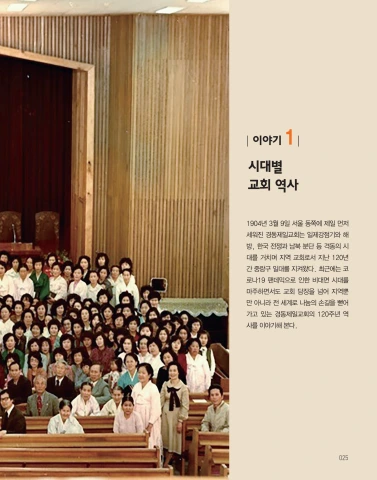 이야기 1
시대별
교회 역사
1904년 3월 9일 서울 동쪽에 제일 먼저
세워진 경동제일교회는 일제강점기와 해
방, 한국 전쟁과 남북 분단 등 격동의 시
대를 거치며 지역 교회로서 지난 120년
간 중랑구 일대를 지켜왔다. 최근에는 코
로나19 팬데믹으로 인한 비대면 시대를
마주하면서도 교회 담장을 넘어 지역뿐
만 아니라 전 세계로 나눔의 손길을 뻗어
가고 있는 경동제일교회의 120주년 역
사를 이야기해 본다.
025